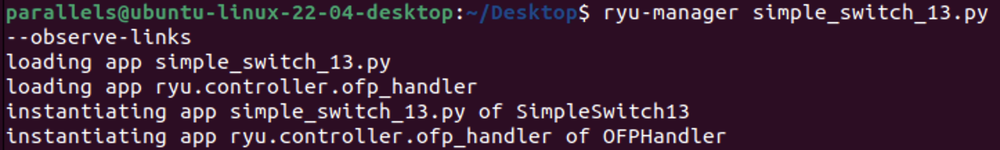 parallels@ubuntu-linux-22-04-desktop:~/Desktop$ ryu-manager simple_switch_13.py
--observe-links
loading app simple_switch_13.py
loading app ryu.controller.ofp_handler
instantiating app simple_switch_13.py of SimpleSwitch13
instantiating app ryu.controller.ofp_handler of OFPHandler